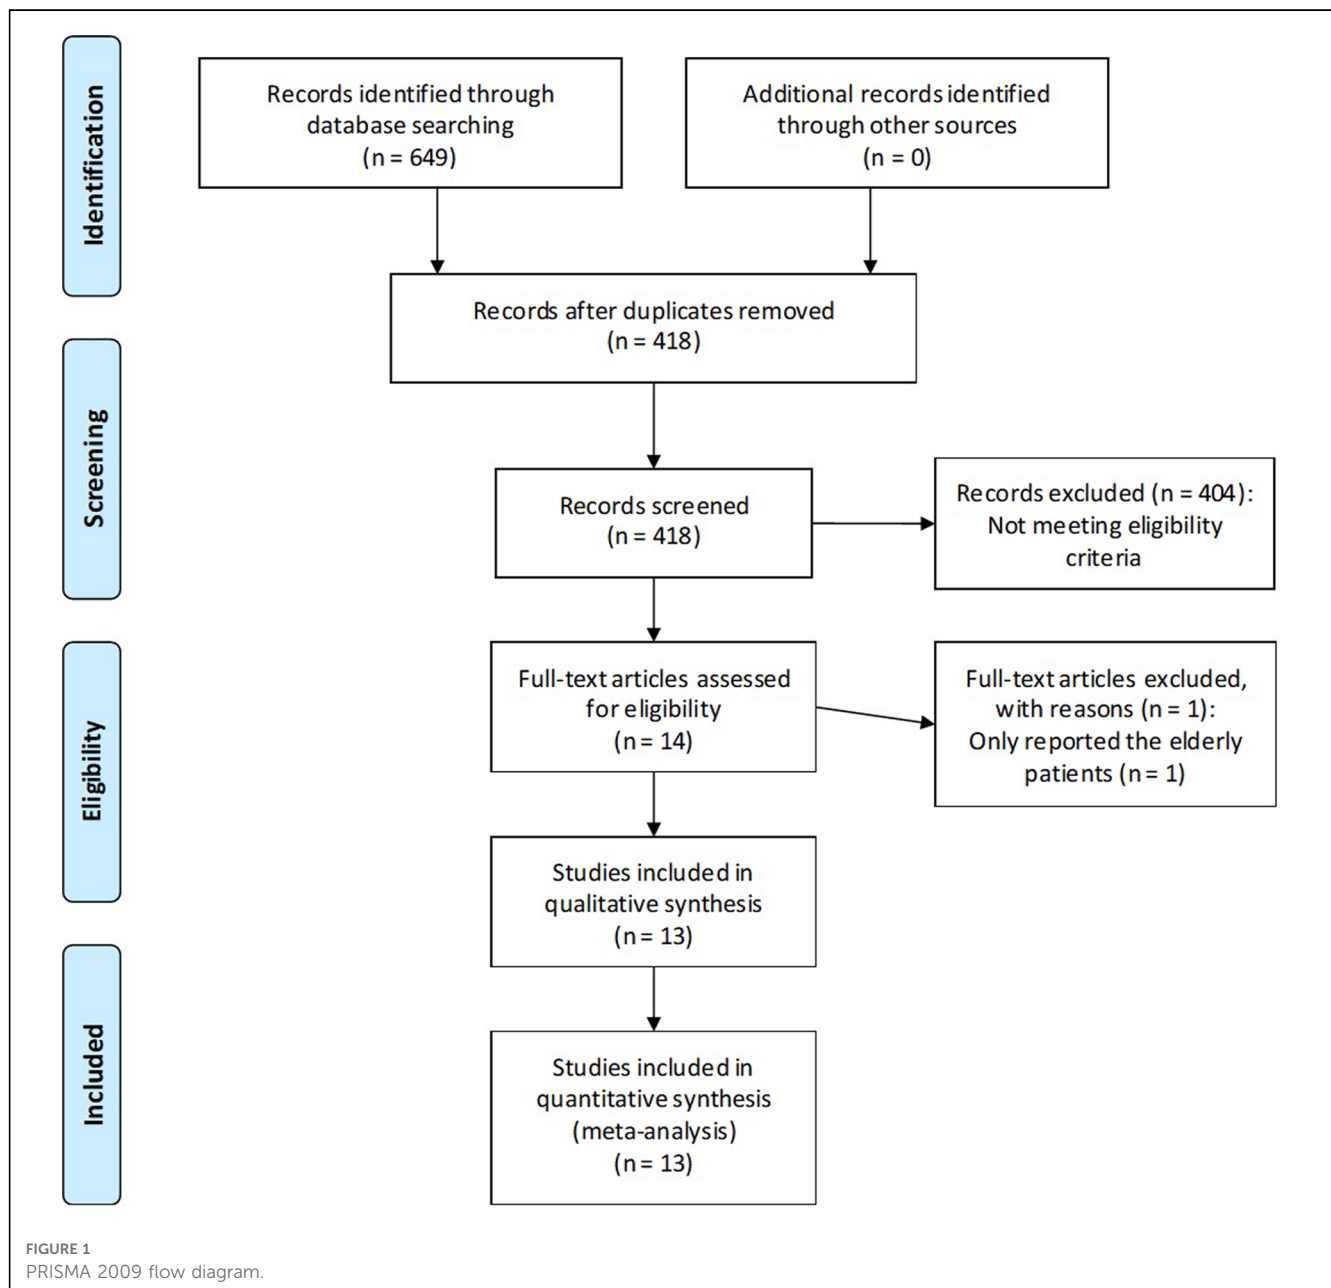 Identification
Records identified through
database searching
(n = 649)
Additional records identified
through other sources
(n = 0)
Records after duplicates removed
(n = 418)
Screening
Records screened
(n = 418)
Records excluded (n = 404):
Not meeting eligibility
criteria
Eligibility
Full-text articles assessed
for eligibility
(n = 14)
Full-text articles excluded,
with reasons (n = 1):
Only reported the elderly
patients (n = 1)
Studies included in
qualitative synthesis
(n = 13)
Included
Studies included in
quantitative synthesis
(meta-analysis)
(n = 13)
FIGURE 1
PRISMA 2009 flow diagram.